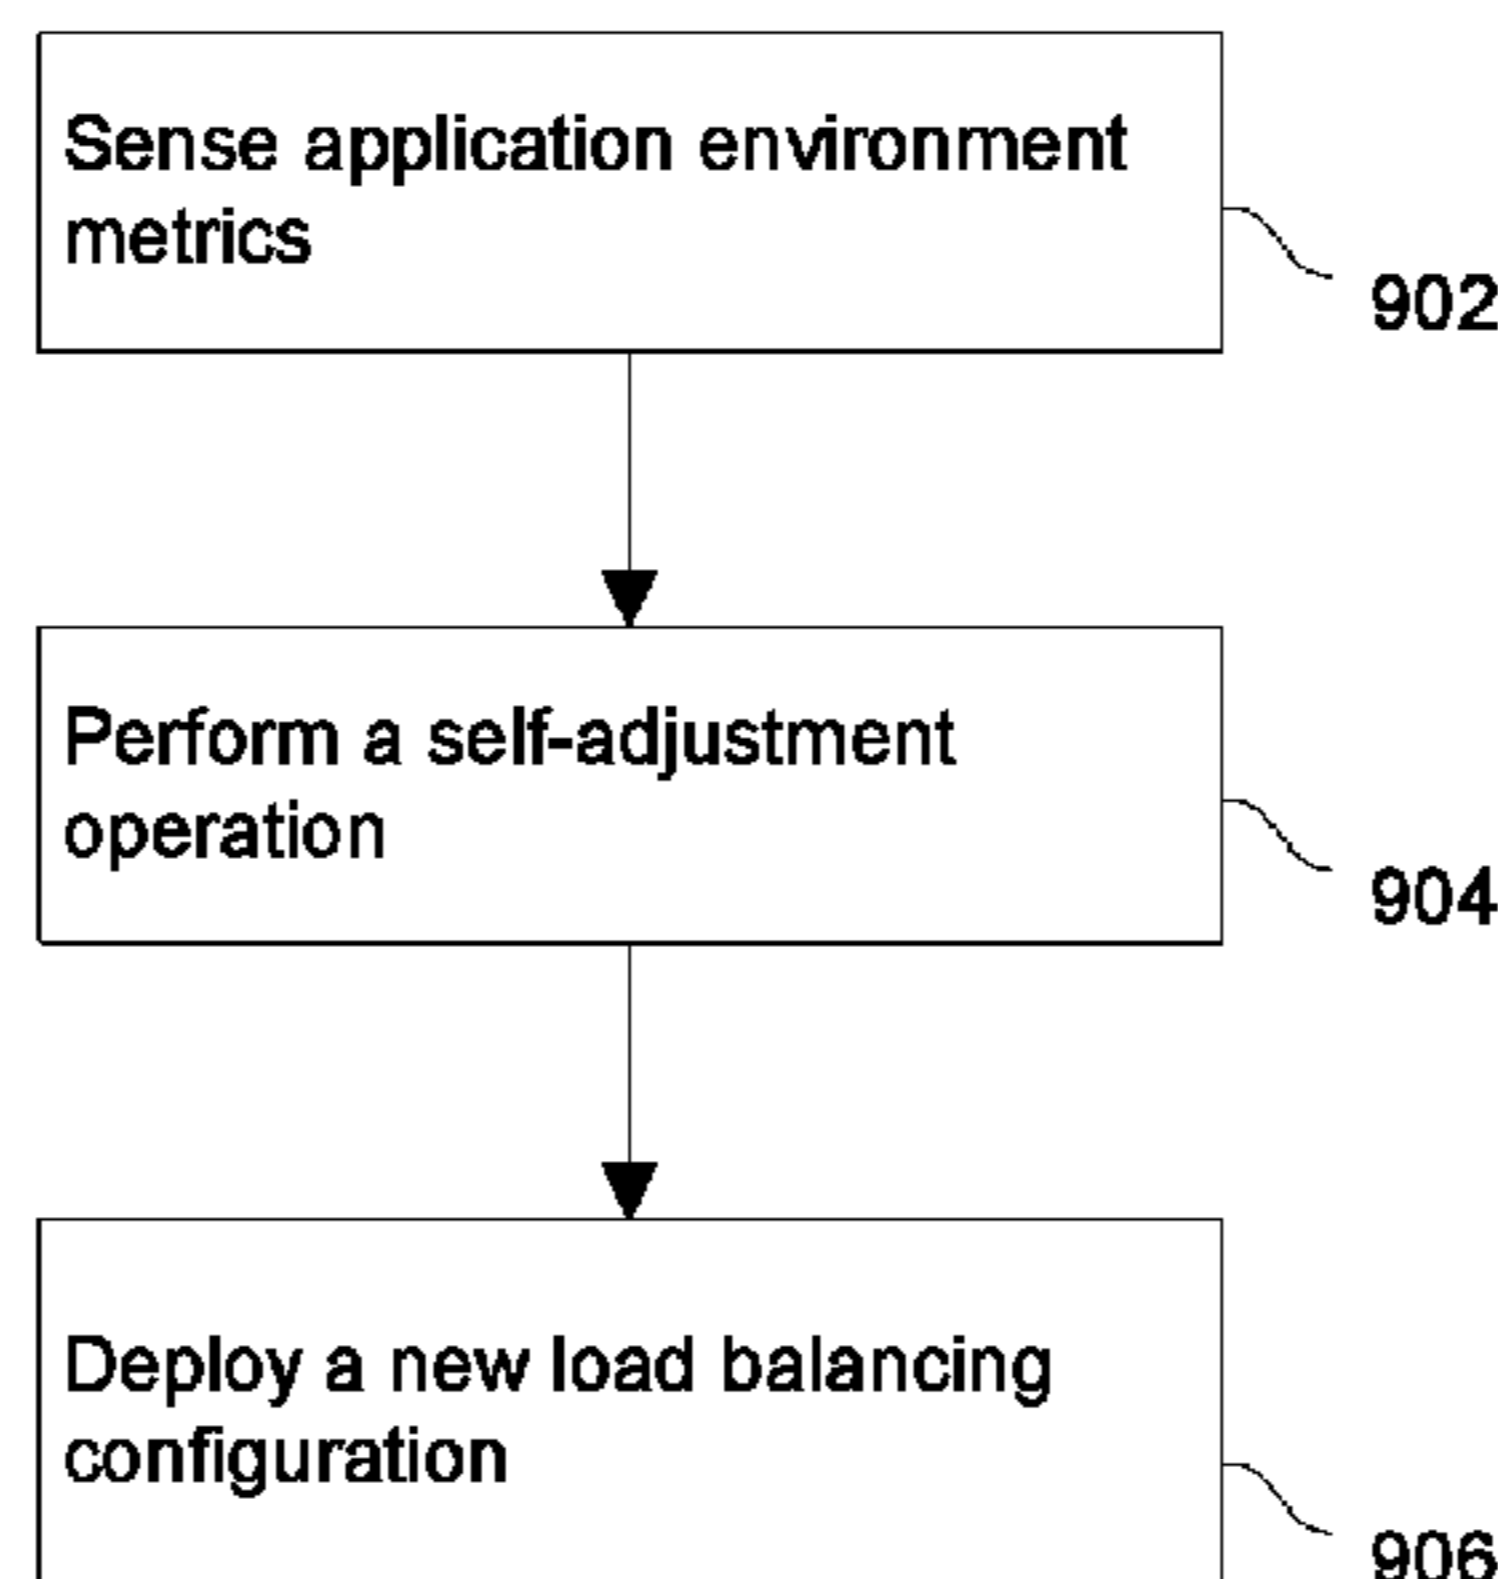 Sense application environment
metrics
902
Perform a self-adjustment
operation
904
Deploy a new load balancing
configuration
906